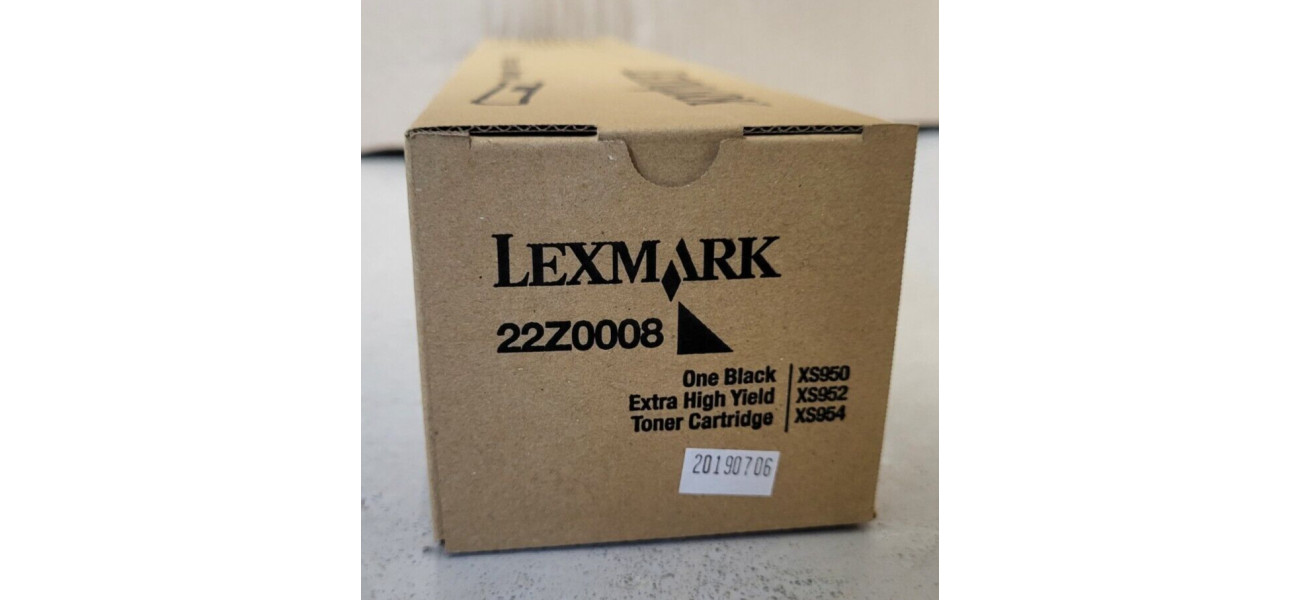 LEXMARK
22Z0008
One Black
Extra High Yield
Toner Cartridge
XS950
XS952
XS954
20190706